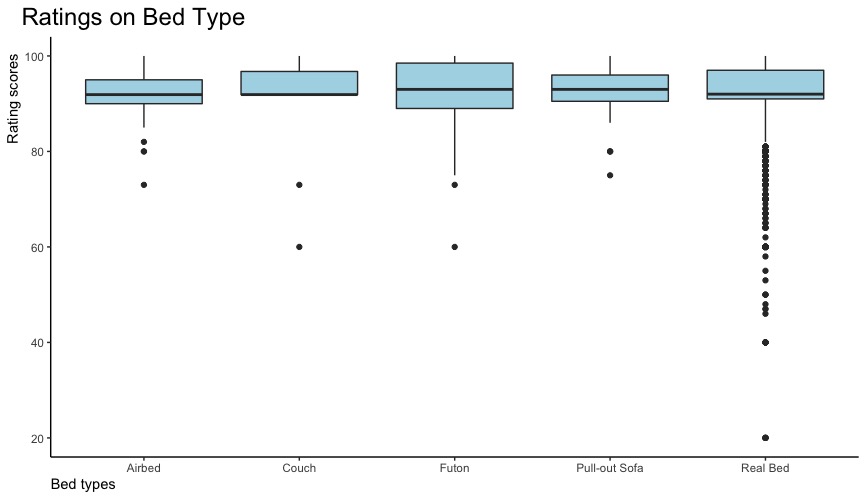 Ratings on Bed Type
Rating scores
100
80
60
40
20
Airbed Couch Futon Pull-out Sofa Real Bed
Bed types